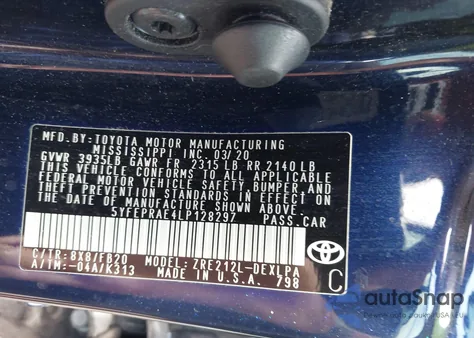 MFD.BY:TOYOTA MOTOR MANUFACTURING
MISSISSIPPI INC. 03/20
GVWR 3935LB GAWR FR 2315 LB RR 2140 LB
THIS VEHICLE CONFORMS TO ALL APPLICABLE
FEDERAL MOTOR VEHICLE SAFETY, BUMPER, AND
THEFT PREVENTION STANDARDS IN EFFECT ON
THE DATE OF MANUFACTURE SHOWN ABOVE.
5YFEPRAE4LP128297 PASS.CAR
C/TR:8X8/FB20 MODEL:ZRE212L-DEXLPA
A/TM:-04A/K313 MADE IN U.S.A. 798
TOYOTA
C
autoSnap